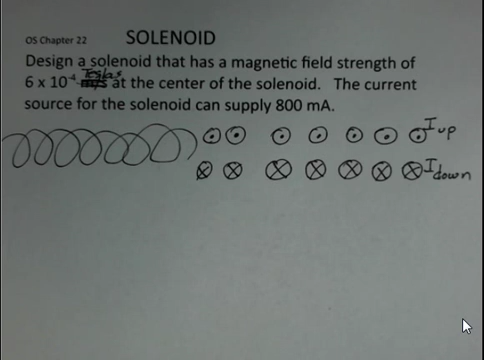 OS Chapter 22 SOLENOID
Design a solenoid that has a magnetic field strength of
Teslas
6 x 10⁻⁴ m/s at the center of the solenoid. The current
source for the solenoid can supply 800 mA.
I up
I down